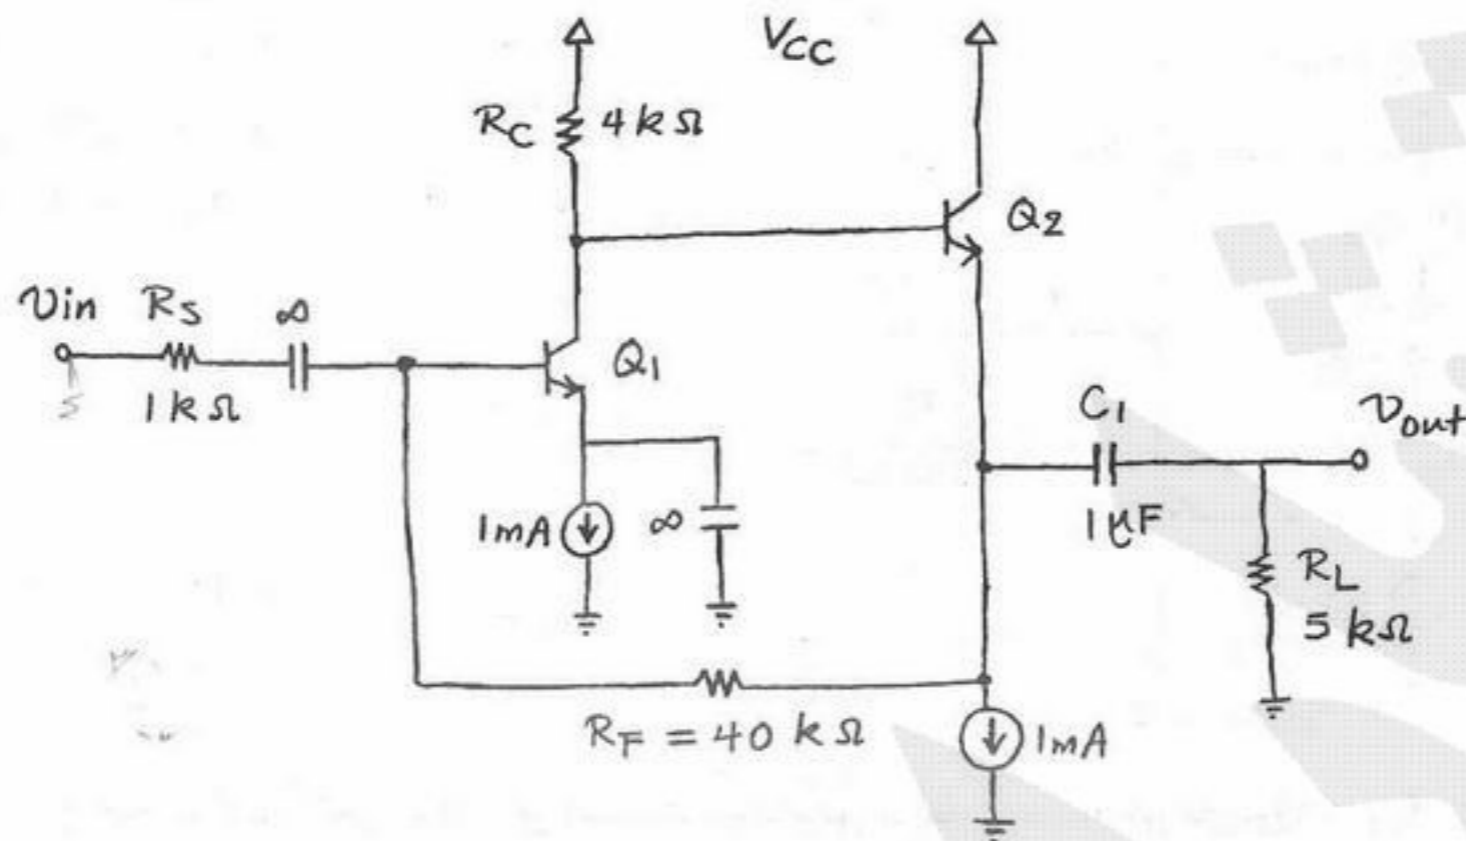 VCC
RC 4kΩ
Q2
vin RS ∞
Q1
1kΩ
C1
vout
1mA ∞
1μF
RL
5kΩ
RF = 40 kΩ
1mA